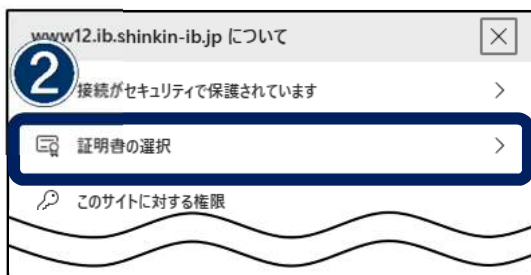 www12.ib.shinkin-ib.jp について
2
接続がセキュリティで保護されています
証明書の選択
このサイトに対する権限